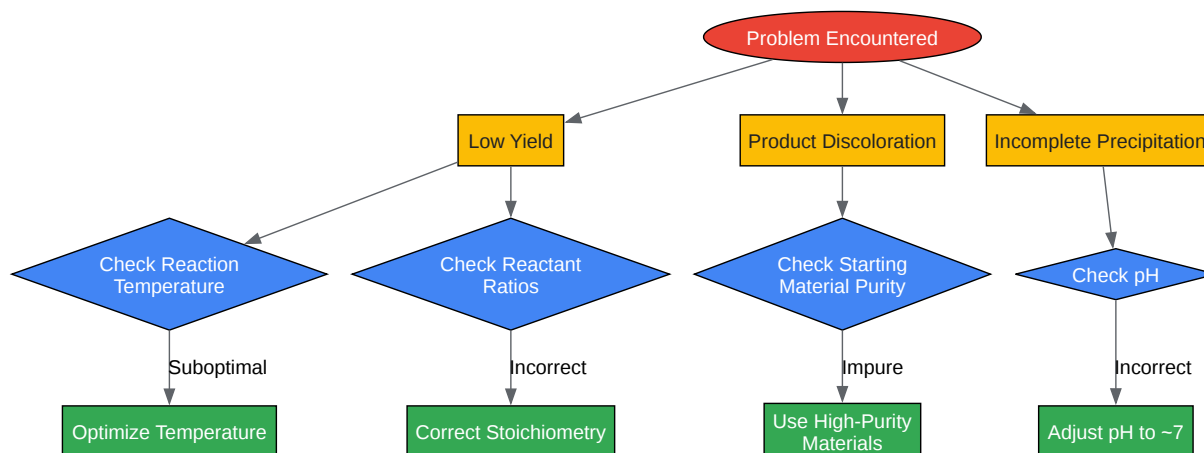 Problem Encountered
Low Yield
Product Discoloration
Incomplete Precipitation
Check Reaction
Temperature
Check Reactant
Ratios
Check Starting
Material Purity
Check pH
Suboptimal
Incorrect
Impure
Incorrect
Optimize Temperature
Correct Stoichiometry
Use High-Purity
Materials
Adjust pH to ~7